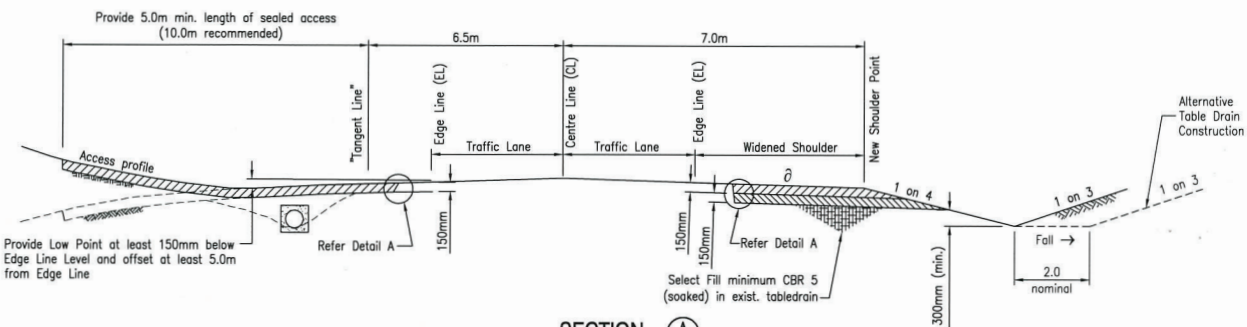 Provide 5.0m min. length of sealed access
(10.0m recommended)
6.5m
7.0m
"Tangent Line"
Edge Line (EL)
Centre Line (CL)
Edge Line (EL)
New Shoulder Point
Alternative
Table Drain
Construction
Traffic Lane
Traffic Lane
Widened Shoulder
Access profile
∂
1 on 4
1 on 3
1 on 3
Provide Low Point at least 150mm below
Edge Line Level and offset at least 5.0m
from Edge Line
Refer Detail A
150mm
150mm
150mm
Refer Detail A
Select Fill minimum CBR 5
(soaked) in exist. tabledrain
Fall →
2.0
nominal
300mm (min.)
SECTION A